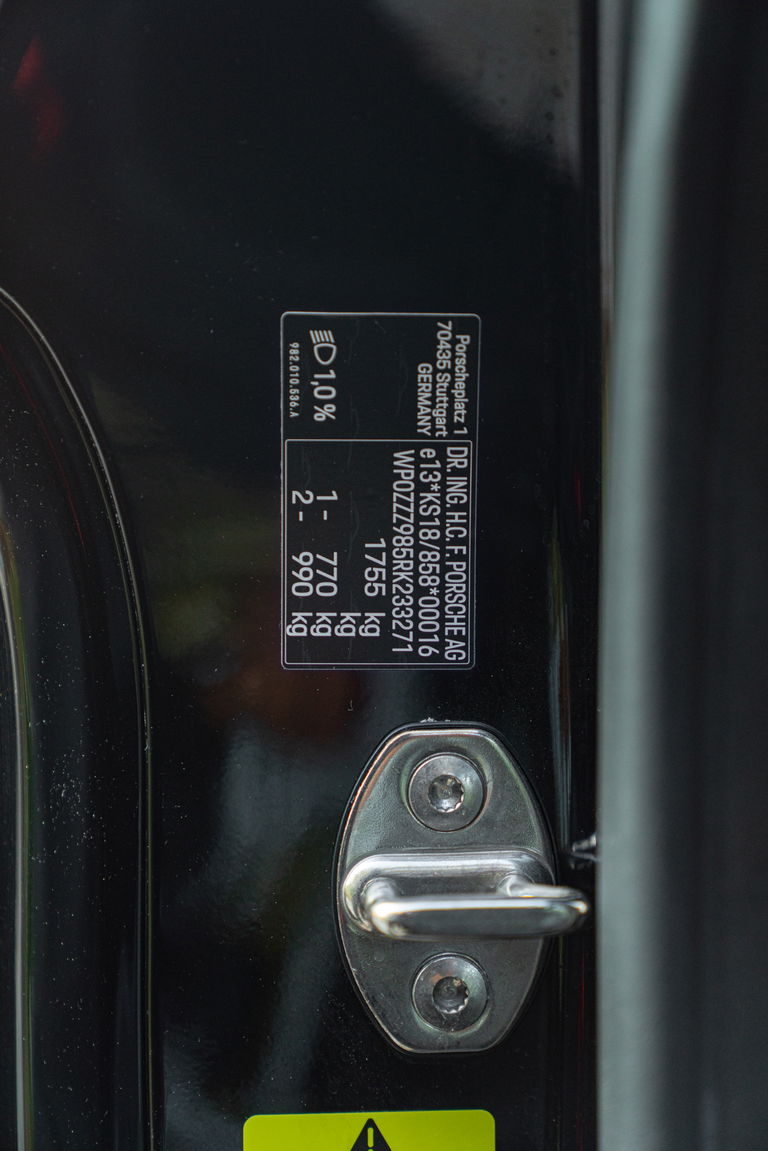 Porscheplatz 1
70435 Stuttgart
GERMANY
1,0 %
982.010.536.A
DR. ING. H.C. F. PORSCHE AG
e13*KS18/858*00016
WP0ZZZ985RK233271
1755 kg
kg
1 - 770 kg
2 - 990 kg